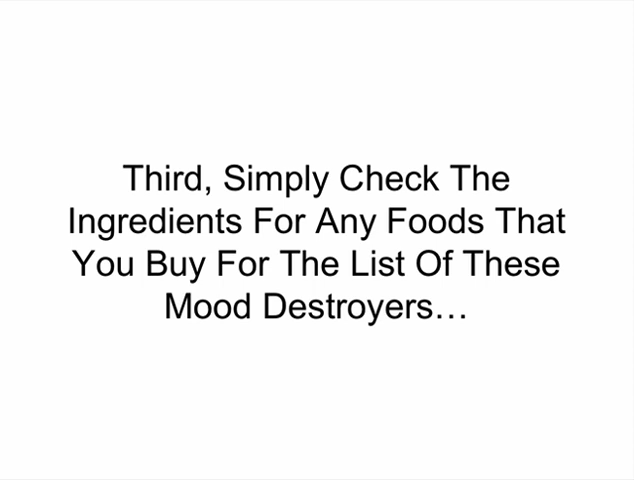 Third, Simply Check The
Ingredients For Any Foods That
You Buy For The List Of These
Mood Destroyers…